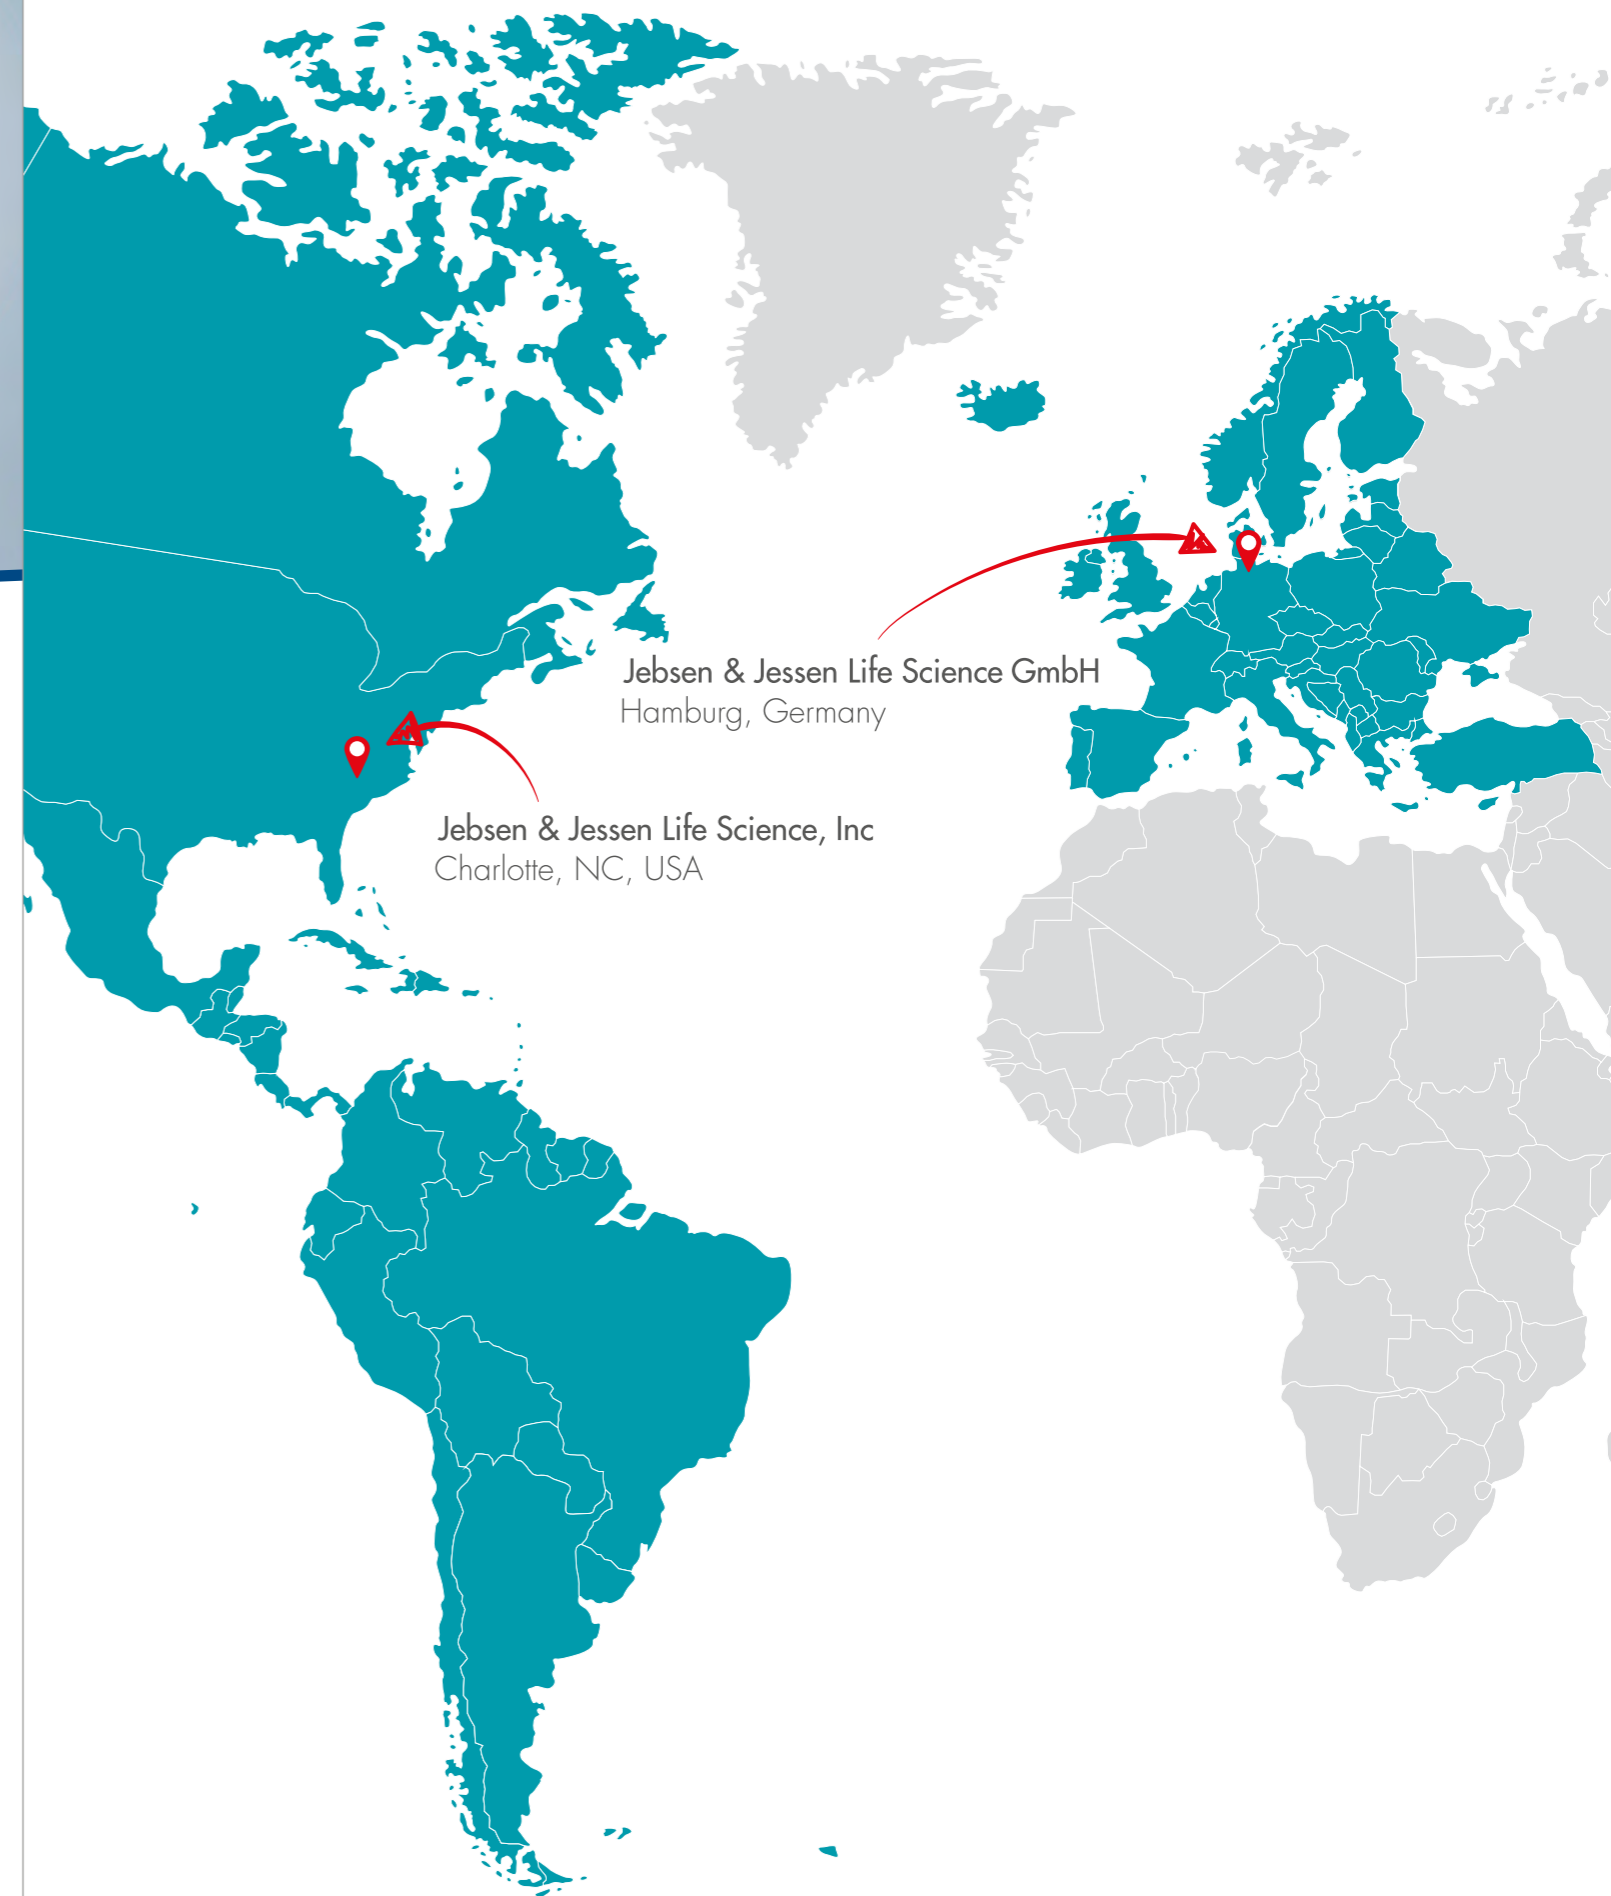 Jebsen & Jessen Life Science GmbH
Hamburg, Germany
Jebsen & Jessen Life Science, Inc
Charlotte, NC, USA